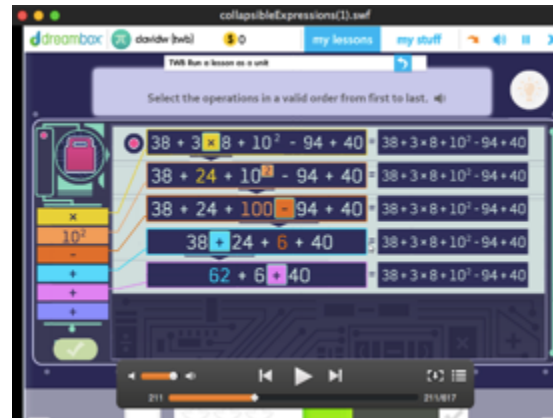 collapsibleExpressions(1).swf
dreambox davidw (twb) $ 0 my lessons my stuff
TWB Run a lesson as a unit
Select the operations in a valid order from first to last.
38 + 3 × 8 + 10² - 94 + 40 = 38 + 3 × 8 + 10² - 94 + 40
38 + 24 + 10² - 94 + 40 = 38 + 3 × 8 + 10² - 94 + 40
38 + 24 + 100 - 94 + 40 = 38 + 3 × 8 + 10² - 94 + 40
38 + 24 + 6 + 40 = 38 + 3 × 8 + 10² - 94 + 40
62 + 6 + 40 = 38 + 3 × 8 + 10² - 94 + 40
×
10²
-
+
+
+
211 211/617